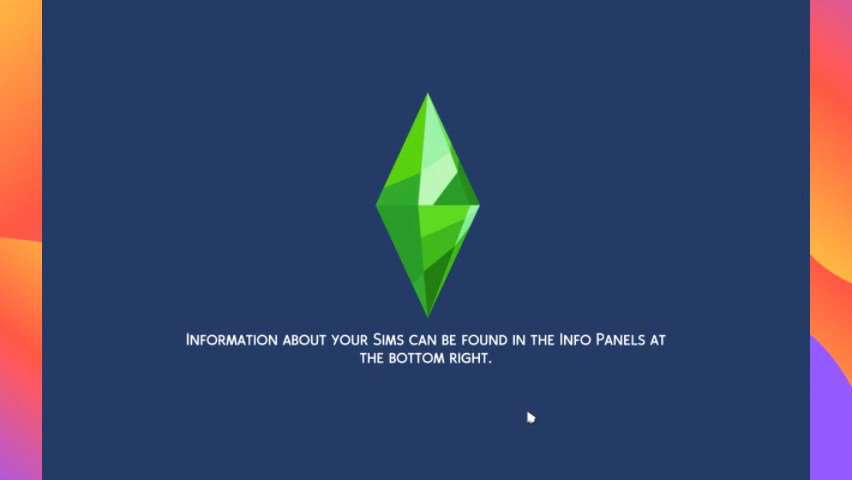 Information about your Sims can be found in the Info Panels at
the bottom right.